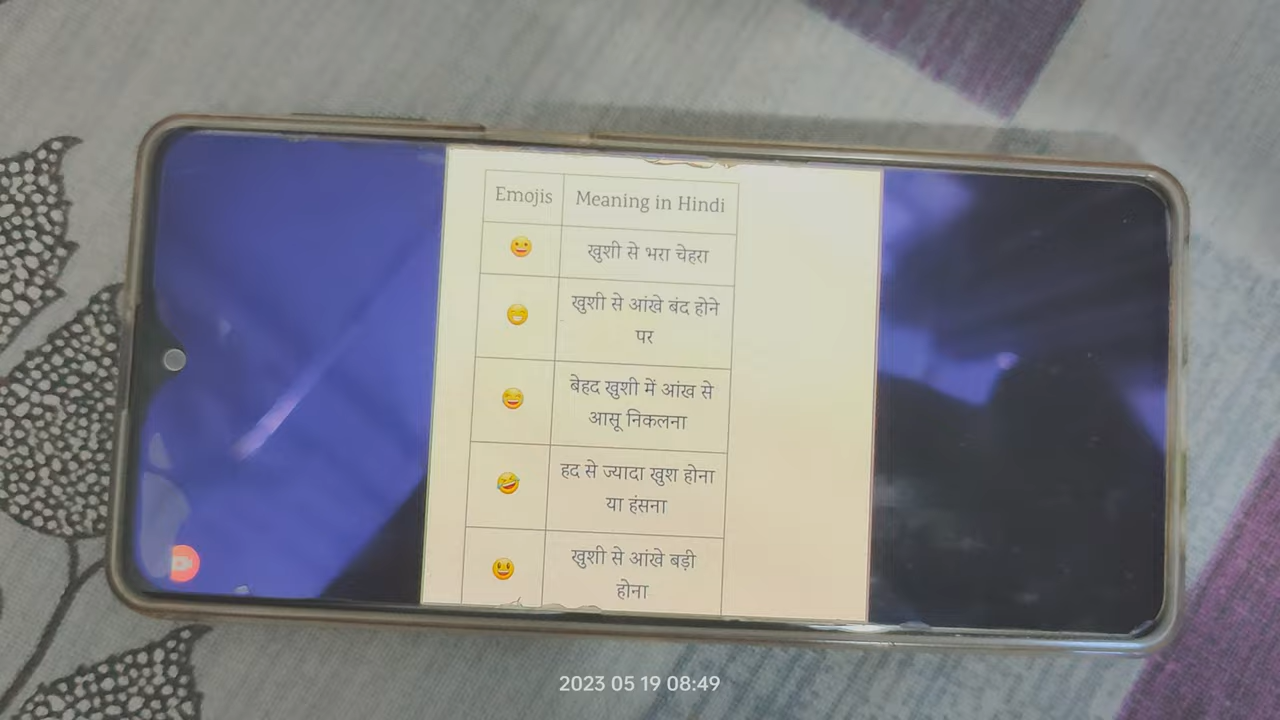 Emojis Meaning in Hindi
😀 खुशी से भरा चेहरा
😁 खुशी से आंखे बंद होने
पर
😆 बेहद खुशी में आंख से
आसू निकलना
🤣 हद से ज्यादा खुश होना
या हंसना
😃 खुशी से आंखे बड़ी
होना
2023 05 19 08:49